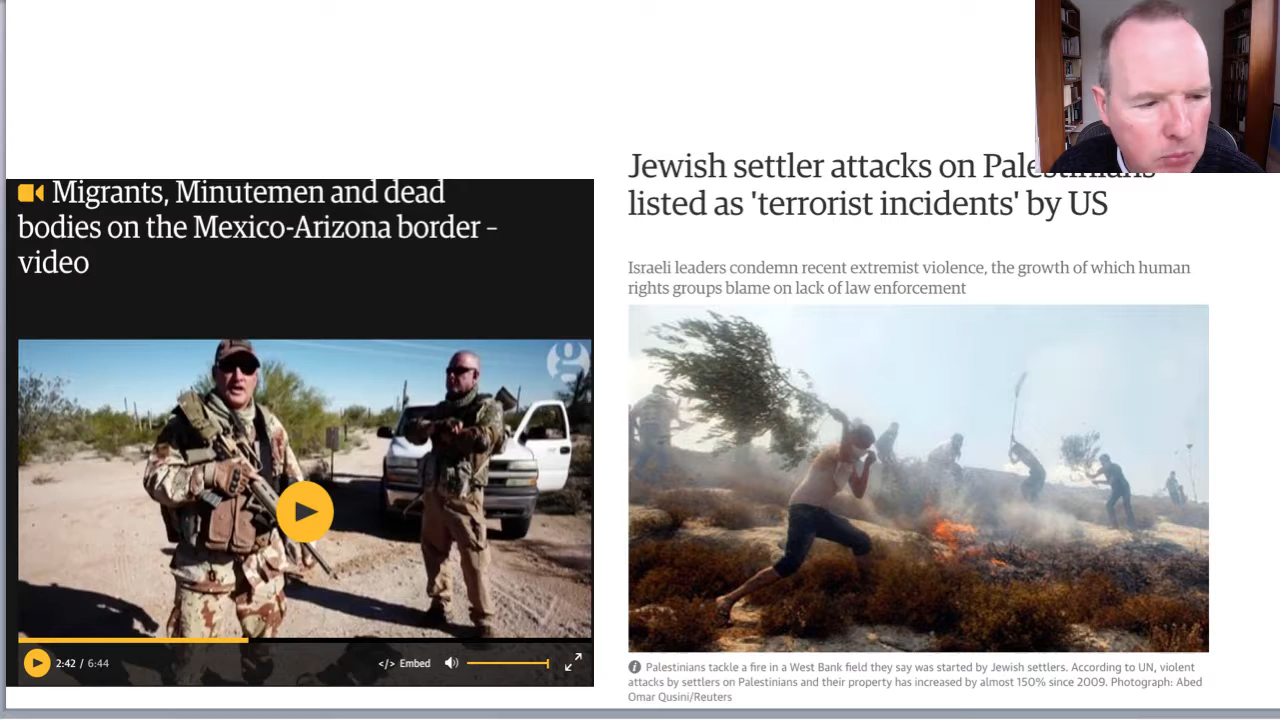 Migrants, Minutemen and dead
bodies on the Mexico-Arizona border –
video
2:42 / 6:44
</> Embed
Jewish settler attacks on Palestinians
listed as 'terrorist incidents' by US
Israeli leaders condemn recent extremist violence, the growth of which human
rights groups blame on lack of law enforcement
Palestinians tackle a fire in a West Bank field they say was started by Jewish settlers. According to UN, violent
attacks by settlers on Palestinians and their property has increased by almost 150% since 2009. Photograph: Abed
Omar Qusini/Reuters